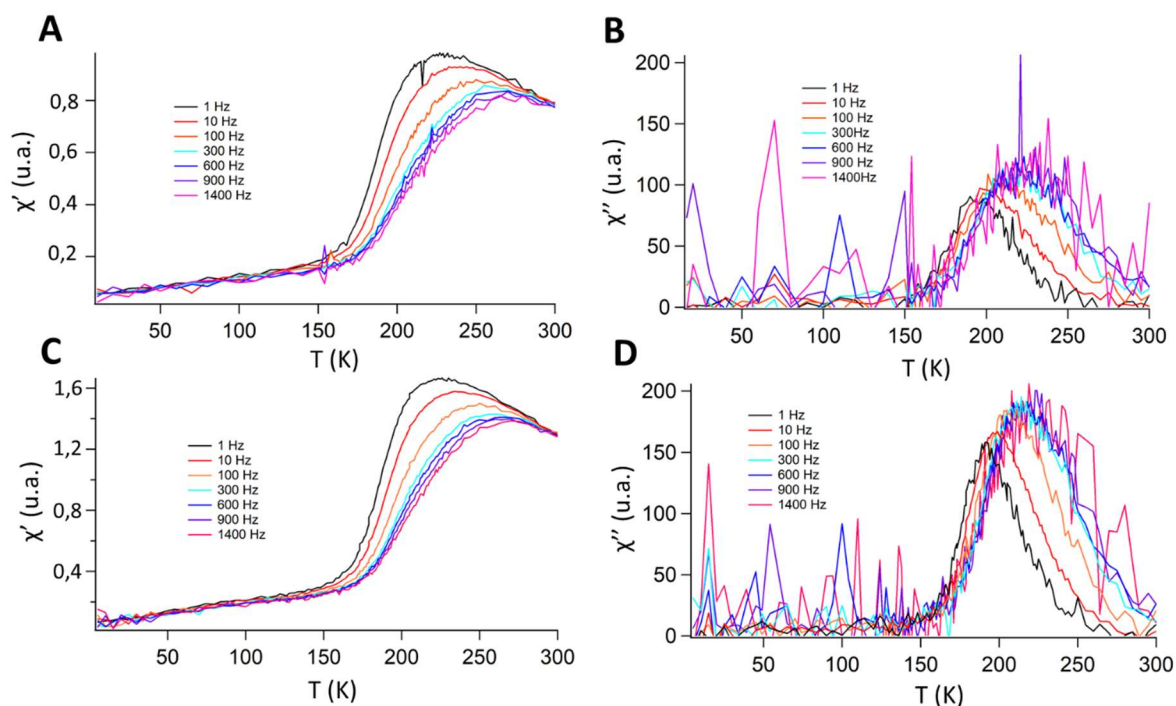 A
χ′ (u.a.)
0,8
0,6
0,4
0,2
1 Hz
10 Hz
100 Hz
300 Hz
600 Hz
900 Hz
1400 Hz
50 100 150 200 250 300
T (K)
B
χ′′ (u.a.)
200
150
100
50
0
1 Hz
10 Hz
100 Hz
300Hz
600 Hz
900 Hz
1400Hz
50 100 150 200 250 300
T (K)
C
χ′ (u.a.)
1,6
1,2
0,8
0,4
1 Hz
10 Hz
100 Hz
300 Hz
600 Hz
900 Hz
1400 Hz
50 100 150 200 250 300
T (K)
D
χ′′ (u.a.)
200
150
100
50
0
1 Hz
10 Hz
100 Hz
300 Hz
600 Hz
900 Hz
1400 Hz
50 100 150 200 250 300
T (K)